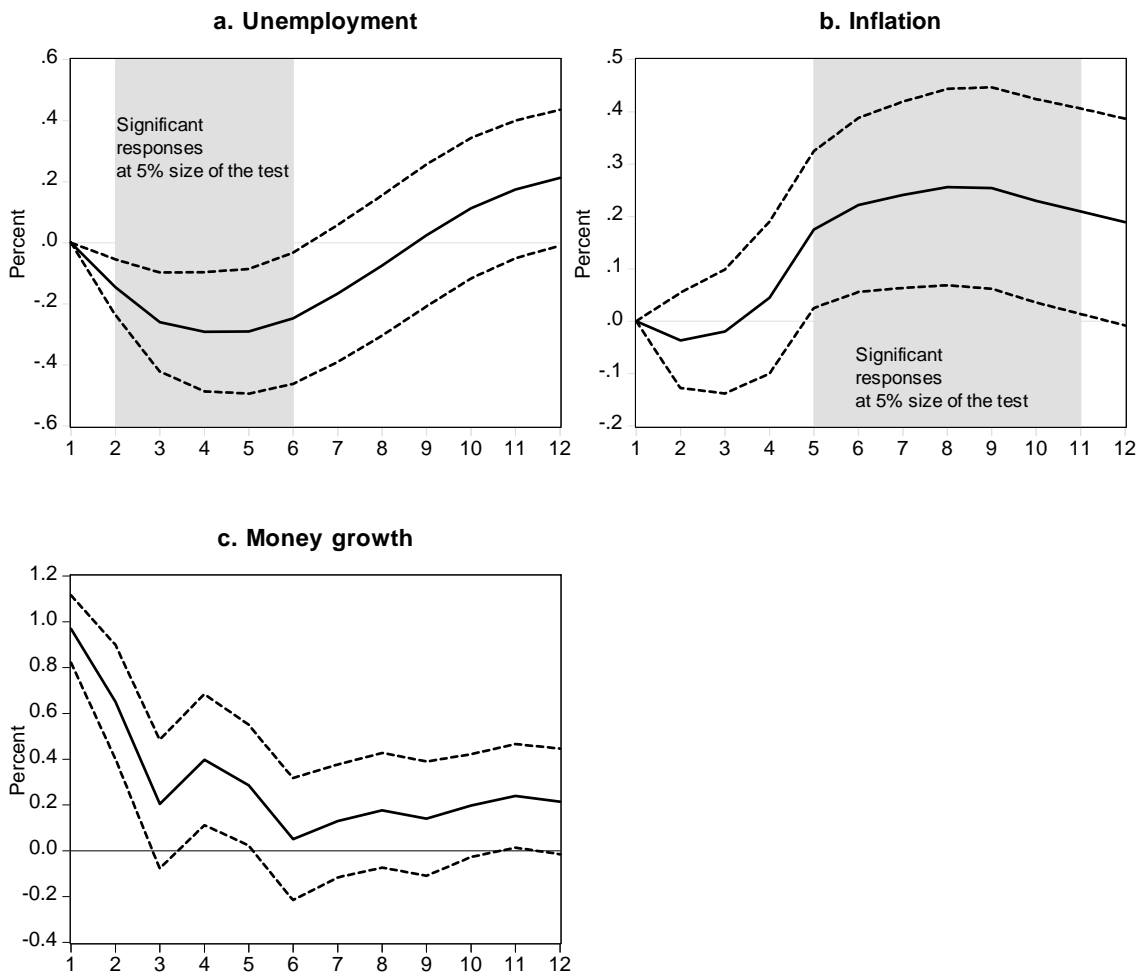 a. Unemployment
.6
.4
.2
.0
-.2
-.4
-.6
Percent
Significant
responses
at 5% size of the test
1 2 3 4 5 6 7 8 9 10 11 12
b. Inflation
.5
.4
.3
.2
.1
.0
-.1
-.2
Percent
Significant
responses
at 5% size of the test
1 2 3 4 5 6 7 8 9 10 11 12
c. Money growth
1.2
1.0
0.8
0.6
0.4
0.2
0.0
-0.2
-0.4
Percent
1 2 3 4 5 6 7 8 9 10 11 12